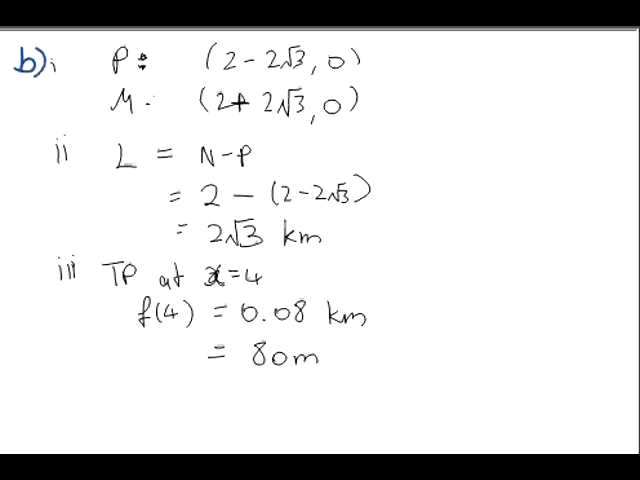 b) i P: (2 - 2√3, 0)
M: (2+ 2√3, 0)
ii L = N - P
= 2 - (2 - 2√3)
= 2√3 km
iii TP at x=4
f(4) = 0.08 km
= 80m